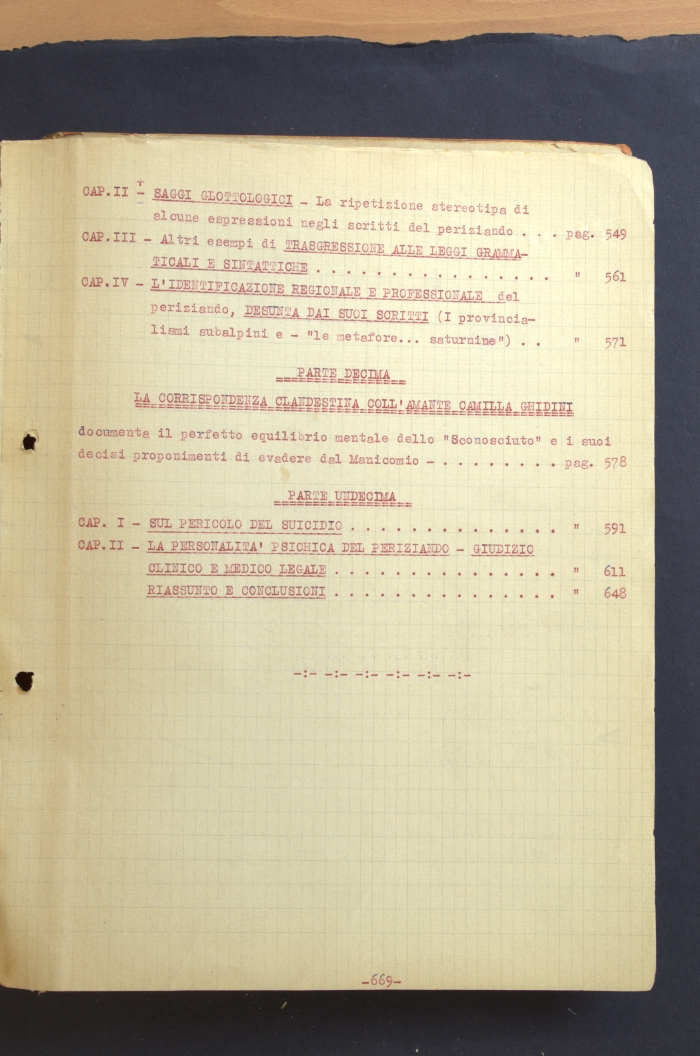 CAP.II - SAGGI GLOTTOLOGICI - La ripetizione stereotipa di
alcune espressioni negli scritti del periziando . . . pag. 549
CAP.III - Altri esempi di TRASGRESSIONE ALLE LEGGI GRAMMA-
TICALI E SINTATTICHE . . . . . . . . . . . . . . . . " 561
CAP.IV - L'IDENTIFICAZIONE REGIONALE E PROFESSIONALE del
periziando, DESUNTA DAI SUOI SCRITTI (I provincia-
lismi subalpini e - "le metafore... saturnine") . . " 571
PARTE DECIMA
LA CORRISPONDENZA CLANDESTINA COLL'AMANTE CAMILLA GHIDINI
documenta il perfetto equilibrio mentale dello "Sconosciuto" e i suoi
decisi proponimenti di evadere dal Manicomio - . . . . . . . . pag. 578
PARTE UNDECIMA
CAP. I - SUL PERICOLO DEL SUICIDIO . . . . . . . . . . . . . . " 591
CAP.II - LA PERSONALITA' PSICHICA DEL PERIZIANDO - GIUDIZIO
CLINICO E MEDICO LEGALE . . . . . . . . . . . . . . . " 611
RIASSUNTO E CONCLUSIONI . . . . . . . . . . . . . . . " 648
-:- -:- -:- -:- -:- -:-
-669-